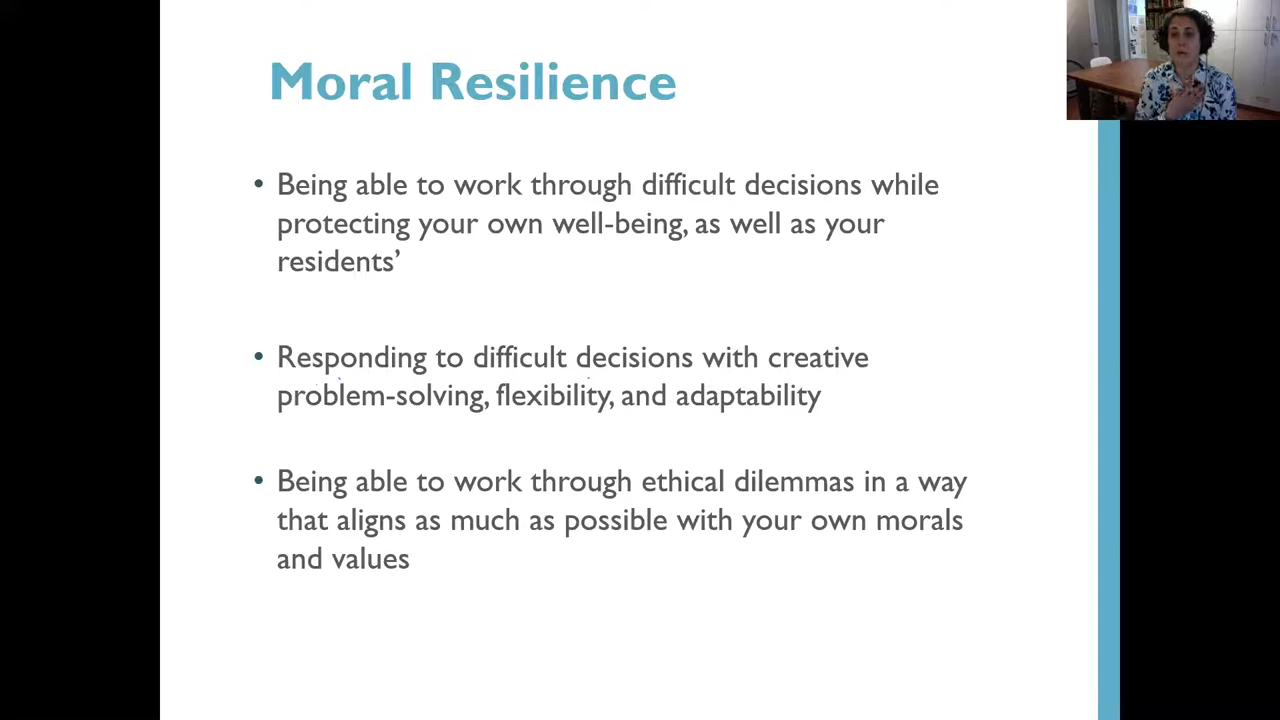 Moral Resilience
• Being able to work through difficult decisions while
protecting your own well-being, as well as your
residents’
• Responding to difficult decisions with creative
problem-solving, flexibility, and adaptability
• Being able to work through ethical dilemmas in a way
that aligns as much as possible with your own morals
and values